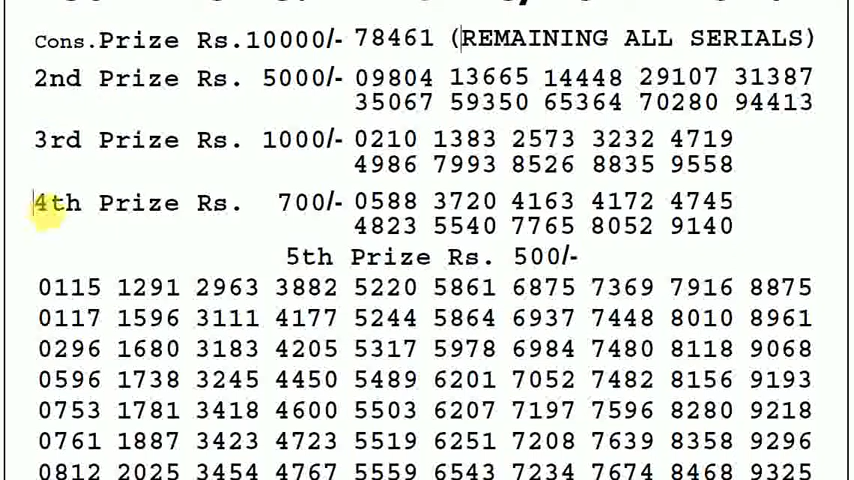 Cons.Prize Rs.10000/- 78461 (REMAINING ALL SERIALS)
2nd Prize Rs. 5000/- 09804 13665 14448 29107 31387
35067 59350 65364 70280 94413
3rd Prize Rs. 1000/- 0210 1383 2573 3232 4719
4986 7993 8526 8835 9558
4th Prize Rs. 700/- 0588 3720 4163 4172 4745
4823 5540 7765 8052 9140
5th Prize Rs. 500/-
0115 1291 2963 3882 5220 5861 6875 7369 7916 8875
0117 1596 3111 4177 5244 5864 6937 7448 8010 8961
0296 1680 3183 4205 5317 5978 6984 7480 8118 9068
0596 1738 3245 4450 5489 6201 7052 7482 8156 9193
0753 1781 3418 4600 5503 6207 7197 7596 8280 9218
0761 1887 3423 4723 5519 6251 7208 7639 8358 9296
0812 2025 3454 4767 5559 6543 7234 7674 8468 9325